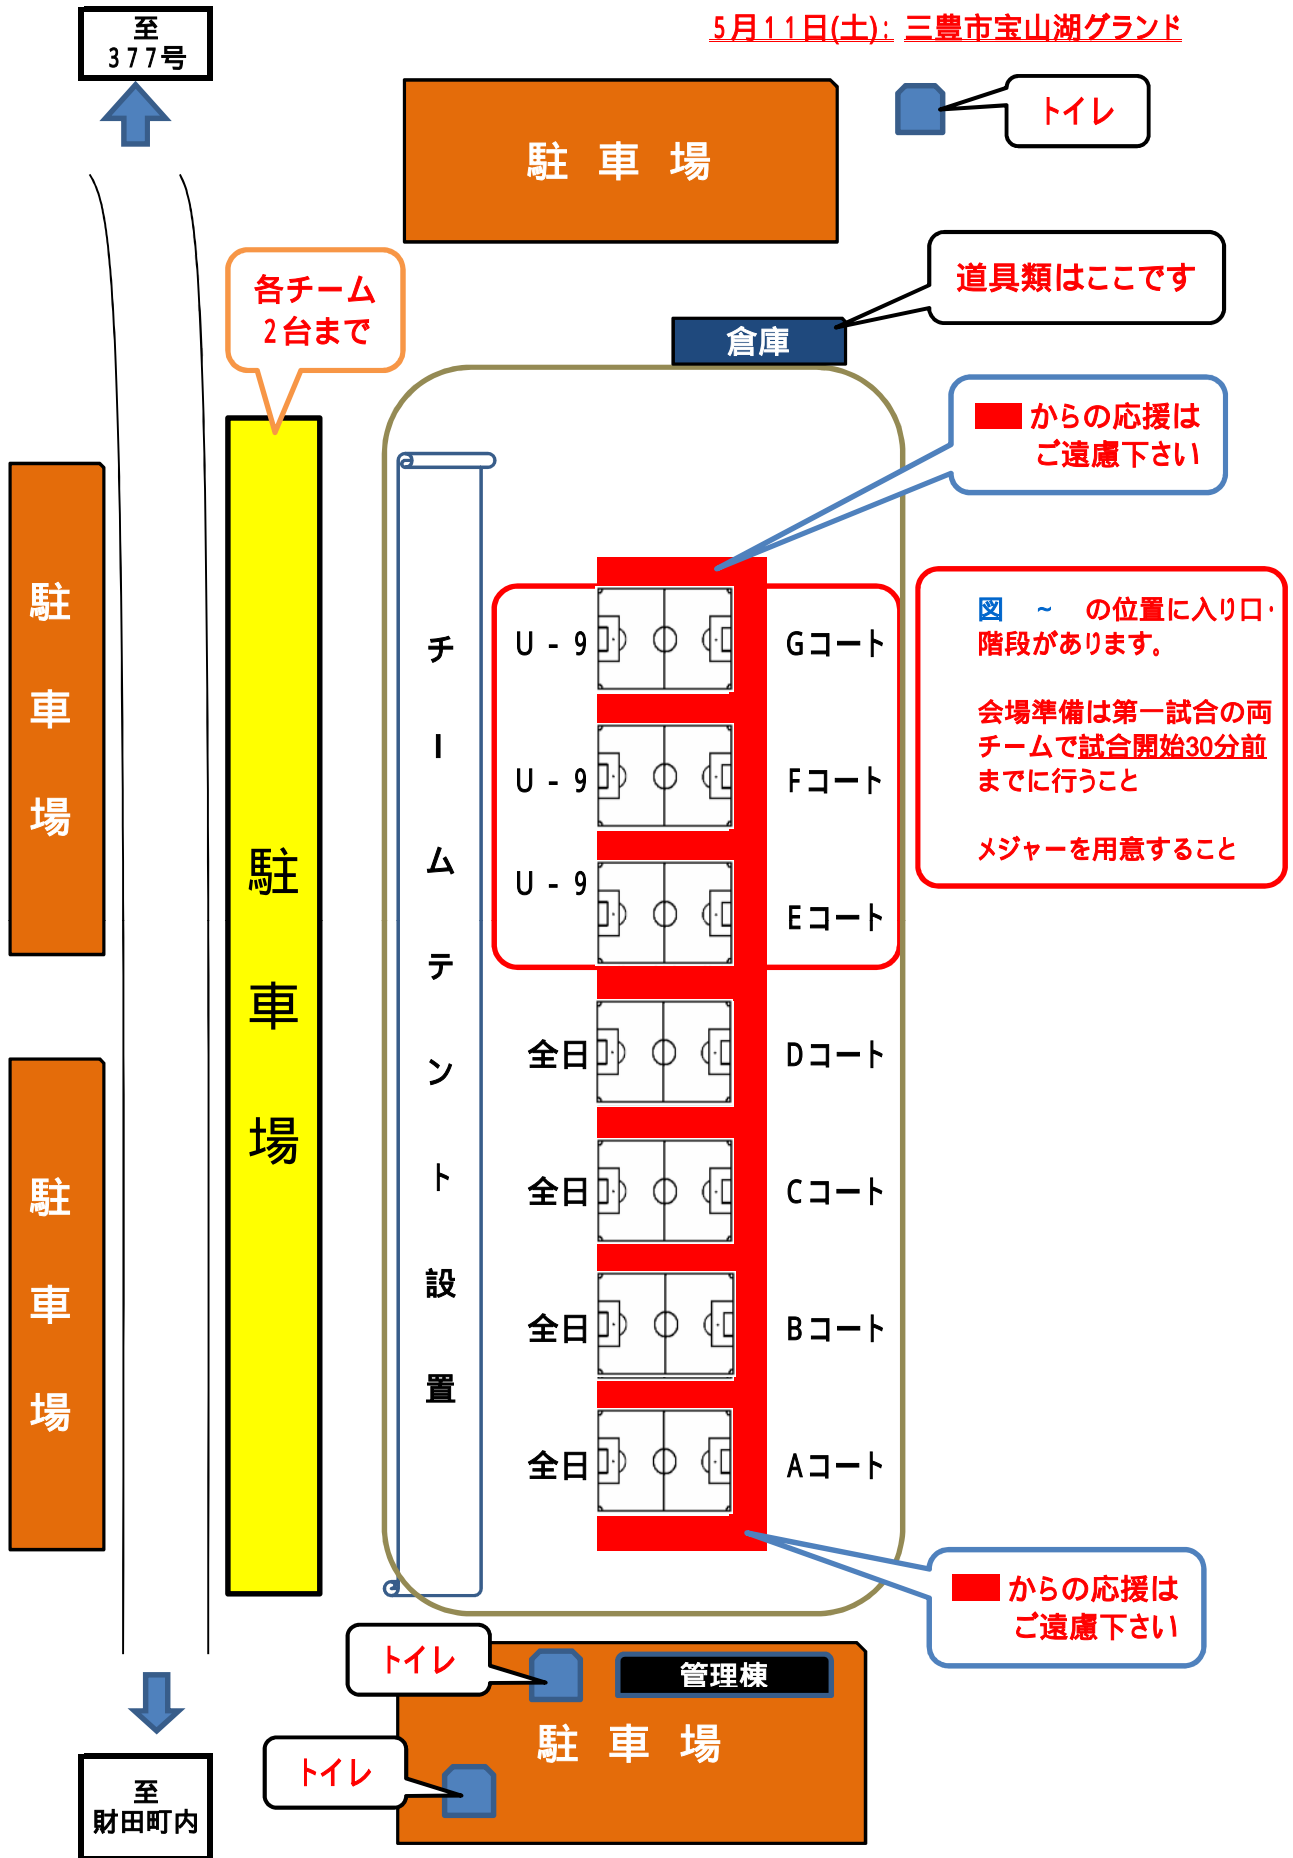 5月11日(土): 三豊市宝山湖グランド
至
377号
トイレ
駐 車 場
各チーム
2台まで
道具類はここです
倉庫
からの応援は
ご遠慮下さい
駐車場
駐車場
駐車場
チームテント設置
図 ~ の位置に入り口・
階段があります。
会場準備は第一試合の両
チームで試合開始30分前
までに行うこと
メジャーを用意すること
U-9 Gコート
U-9 Fコート
U-9 Eコート
全日 Dコート
全日 Cコート
全日 Bコート
全日 Aコート
からの応援は
ご遠慮下さい
トイレ
管理棟
駐 車 場
トイレ
至
財田町内